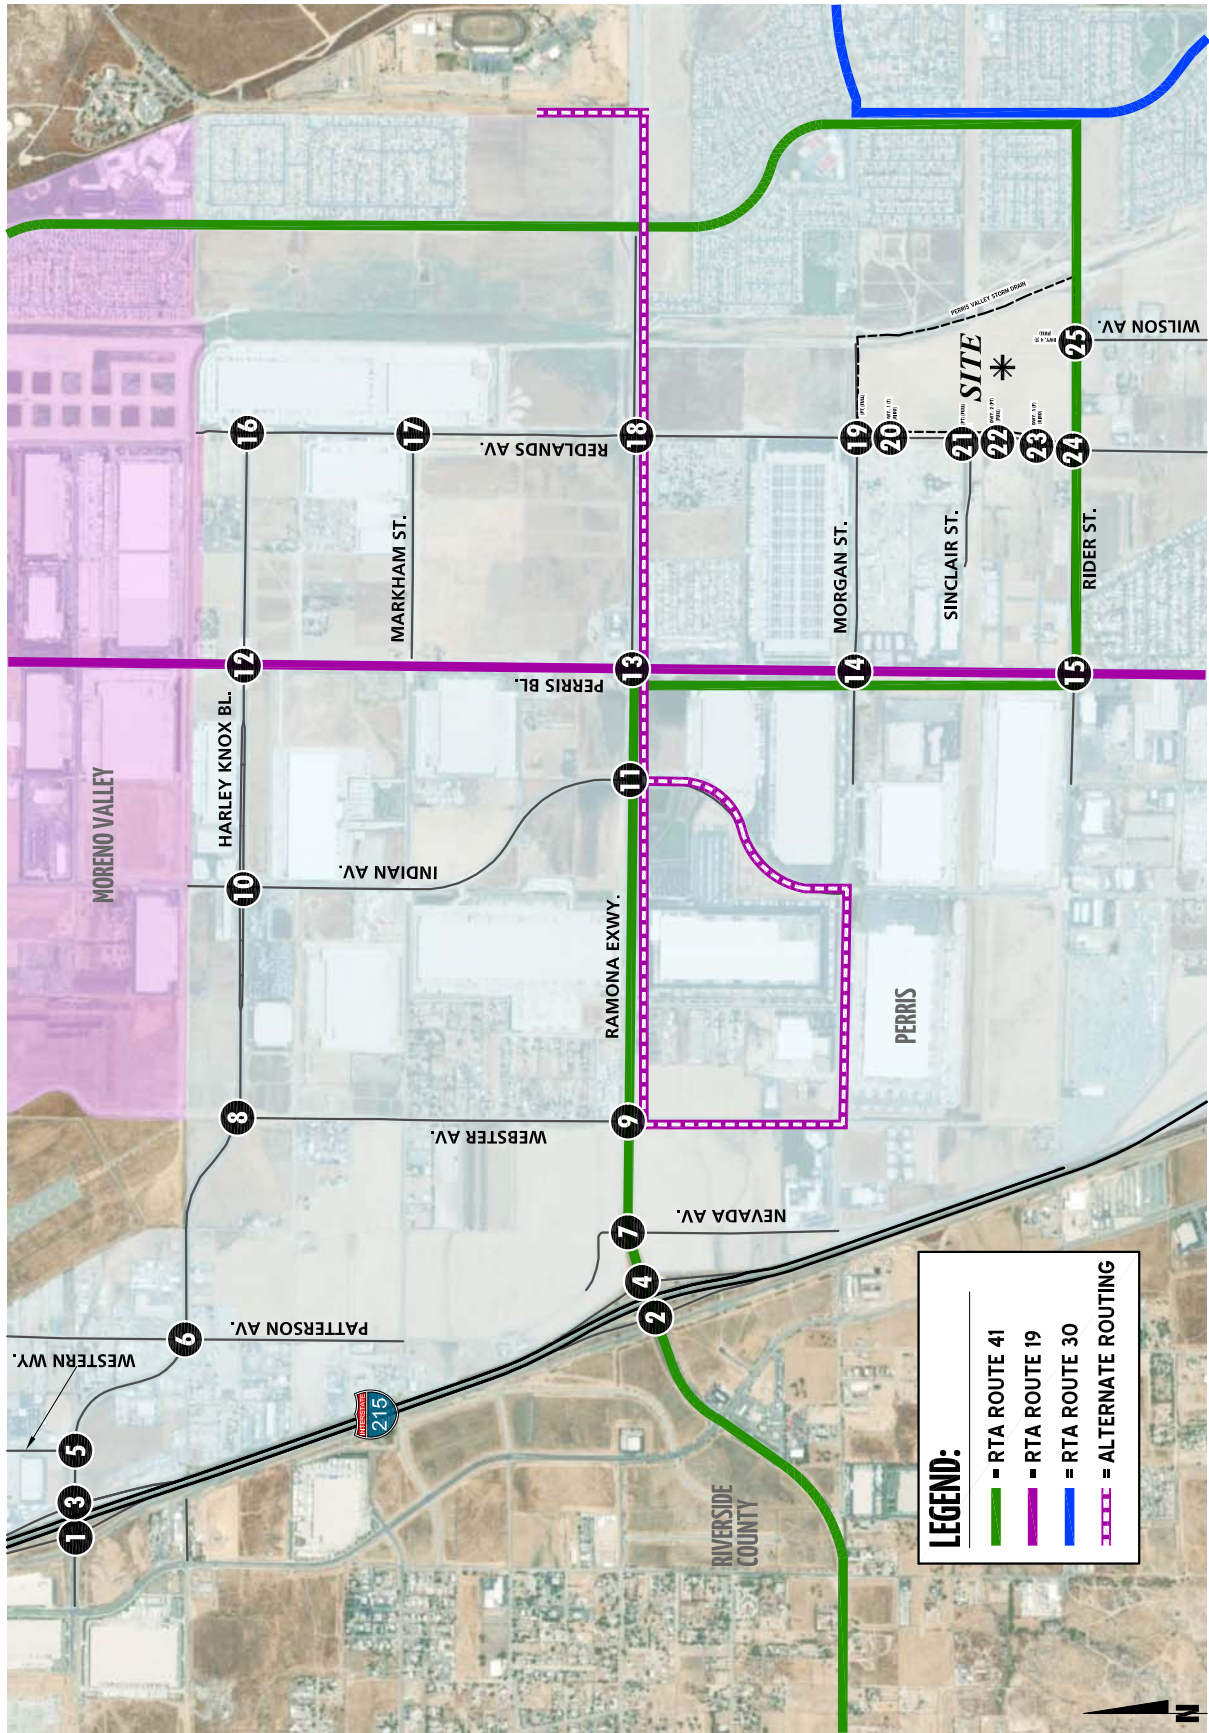 MORENO VALLEY
WESTERN WY.
PATTERSON AV.
HARLEY KNOX BL.
INDIAN AV.
WEBSTER AV.
MARKHAM ST.
REDLANDS AV.
PERRIS BL.
RAMONA EXWY.
NEVADA AV.
MORGAN ST.
SINCLAIR ST.
RIDER ST.
WILSON AV.
PERRIS VALLEY STORM DRAIN
SITE
PERRIS
RIVERSIDE
COUNTY
INTERSTATE
215
1
2
3
4
5
6
7
8
9
10
11
12
13
14
15
16
17
18
19
20
21
22
23
24
25
LEGEND:
= RTA ROUTE 41
= RTA ROUTE 19
= RTA ROUTE 30
= ALTERNATE ROUTING
N